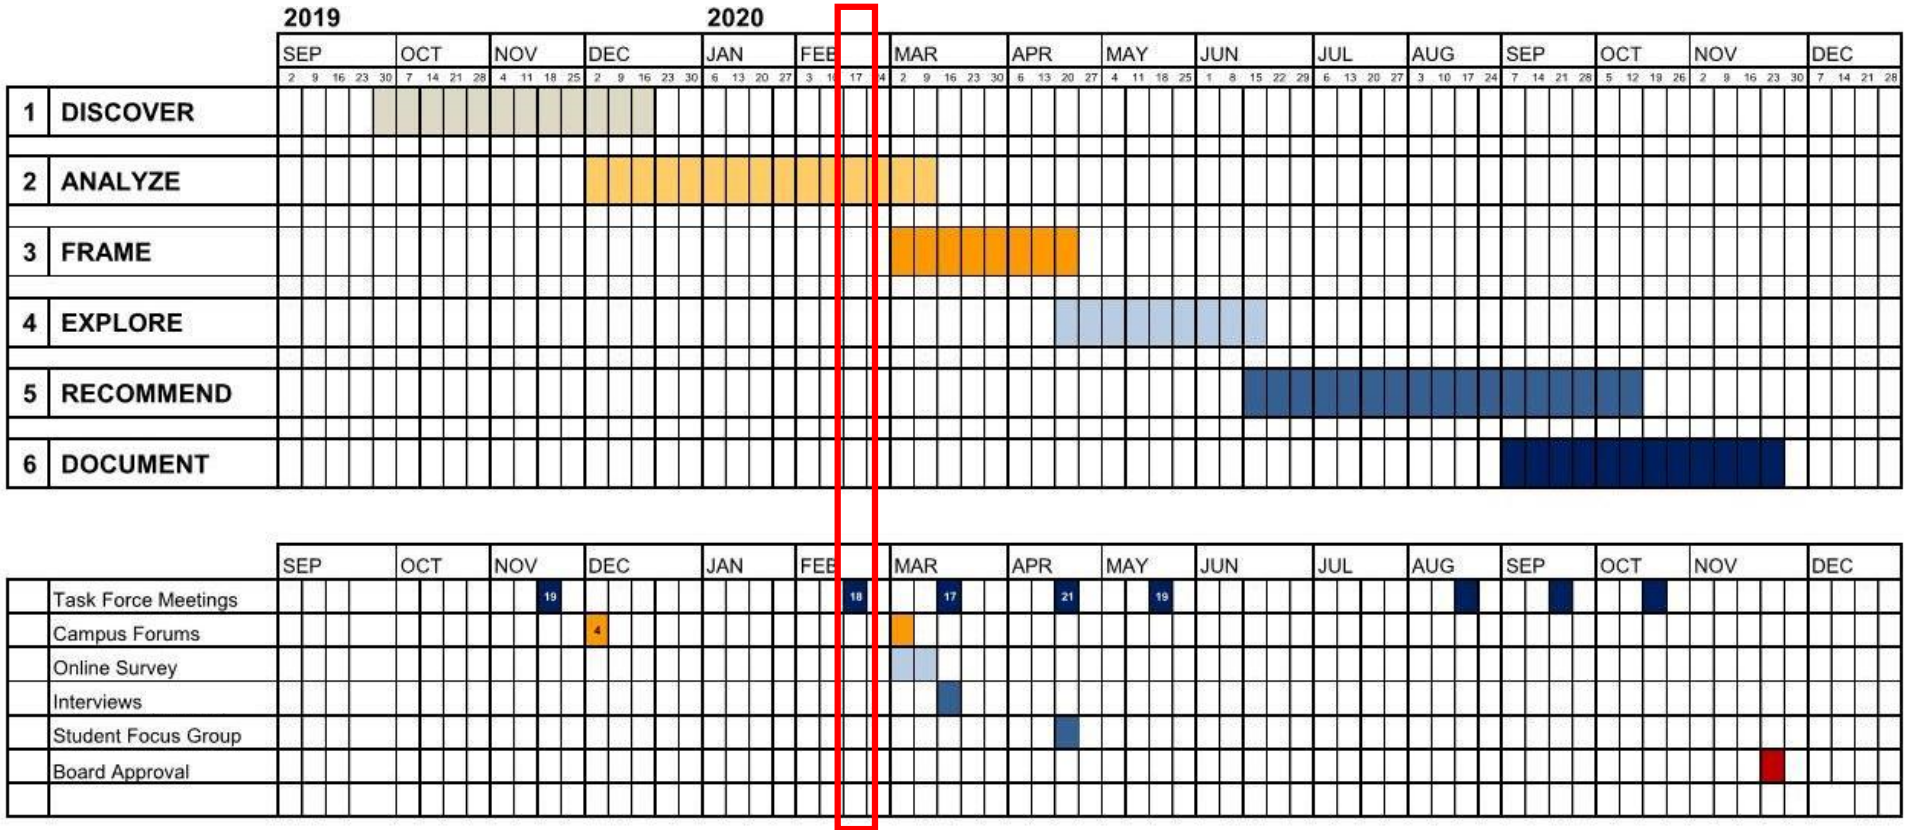 2019 2020
SEP OCT NOV DEC JAN FEB MAR APR MAY JUN JUL AUG SEP OCT NOV DEC
2 9 16 23 30 7 14 21 28 4 11 18 25 2 9 16 23 30 6 13 20 27 3 10 17 24 2 9 16 23 30 6 13 20 27 4 11 18 25 1 8 15 22 29 6 13 20 27 3 10 17 24 7 14 21 28 5 12 19 26 2 9 16 23 30 7 14 21 28
1 DISCOVER
2 ANALYZE
3 FRAME
4 EXPLORE
5 RECOMMEND
6 DOCUMENT
SEP OCT NOV DEC JAN FEB MAR APR MAY JUN JUL AUG SEP OCT NOV DEC
Task Force Meetings 19 18 17 21 19
Campus Forums 4
Online Survey
Interviews
Student Focus Group
Board Approval